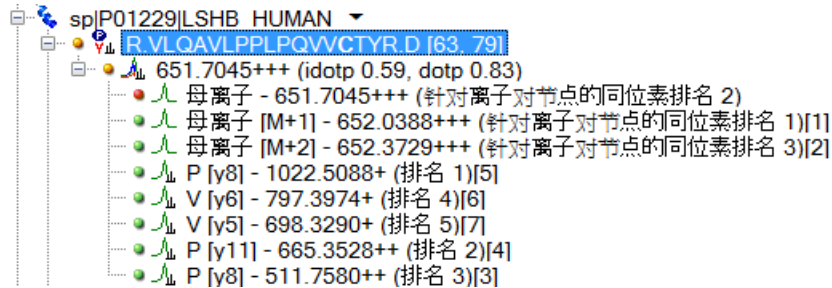 sp|P01229|LSHB_HUMAN
R.VLQAVLPPLPQVVCTYR.D [63, 79]
651.7045+++ (idotp 0.59, dotp 0.83)
母离子 - 651.7045+++ (针对离子对节点的同位素排名 2)
母离子 [M+1] - 652.0388+++ (针对离子对节点的同位素排名 1)[1]
母离子 [M+2] - 652.3729+++ (针对离子对节点的同位素排名 3)[2]
P [y8] - 1022.5088+ (排名 1)[5]
V [y6] - 797.3974+ (排名 4)[6]
V [y5] - 698.3290+ (排名 5)[7]
P [y11] - 665.3528++ (排名 2)[4]
P [y8] - 511.7580++ (排名 3)[3]